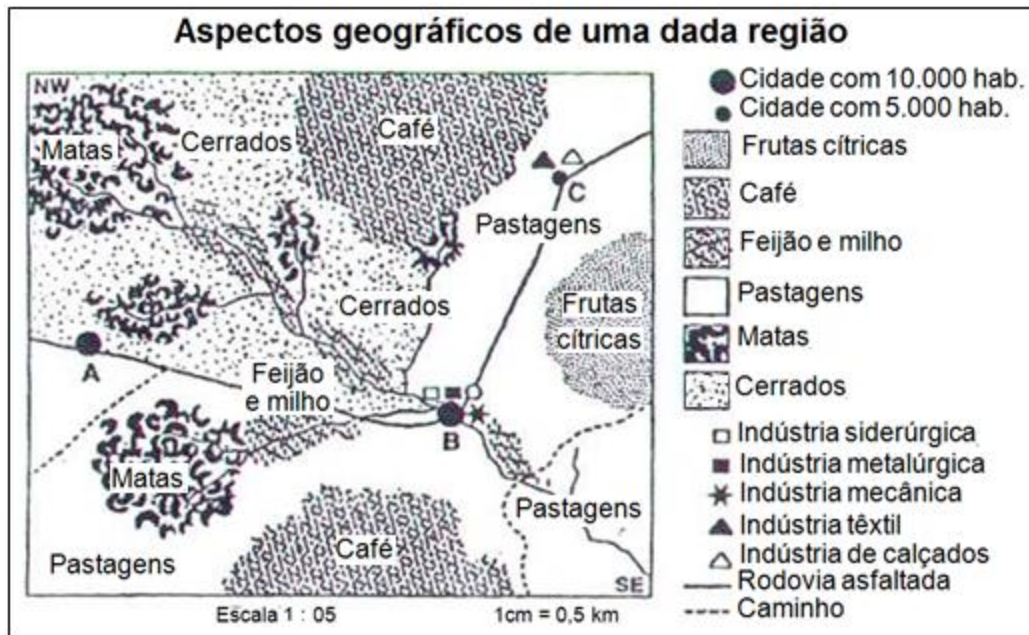 Aspectos geográficos de uma dada região
NW
Matas
Cerrados
Café
C
Pastagens
Cerrados
Frutas
cítricas
A
Feijão
e milho
B
Matas
Pastagens
Café
Pastagens
SE
Escala 1 : 05
1cm = 0,5 km
Cidade com 10.000 hab.
Cidade com 5.000 hab.
Frutas cítricas
Café
Feijão e milho
Pastagens
Matas
Cerrados
Indústria siderúrgica
Indústria metalúrgica
Indústria mecânica
Indústria têxtil
Indústria de calçados
Rodovia asfaltada
Caminho